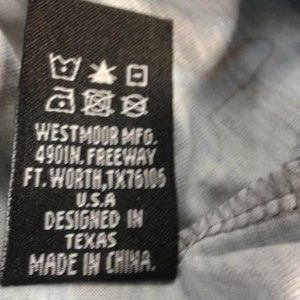 WESTMOOR MFG.
4901N. FREEWAY
FT. WORTH,TX76106
U.S.A
DESIGNED IN
TEXAS
MADE IN CHINA.